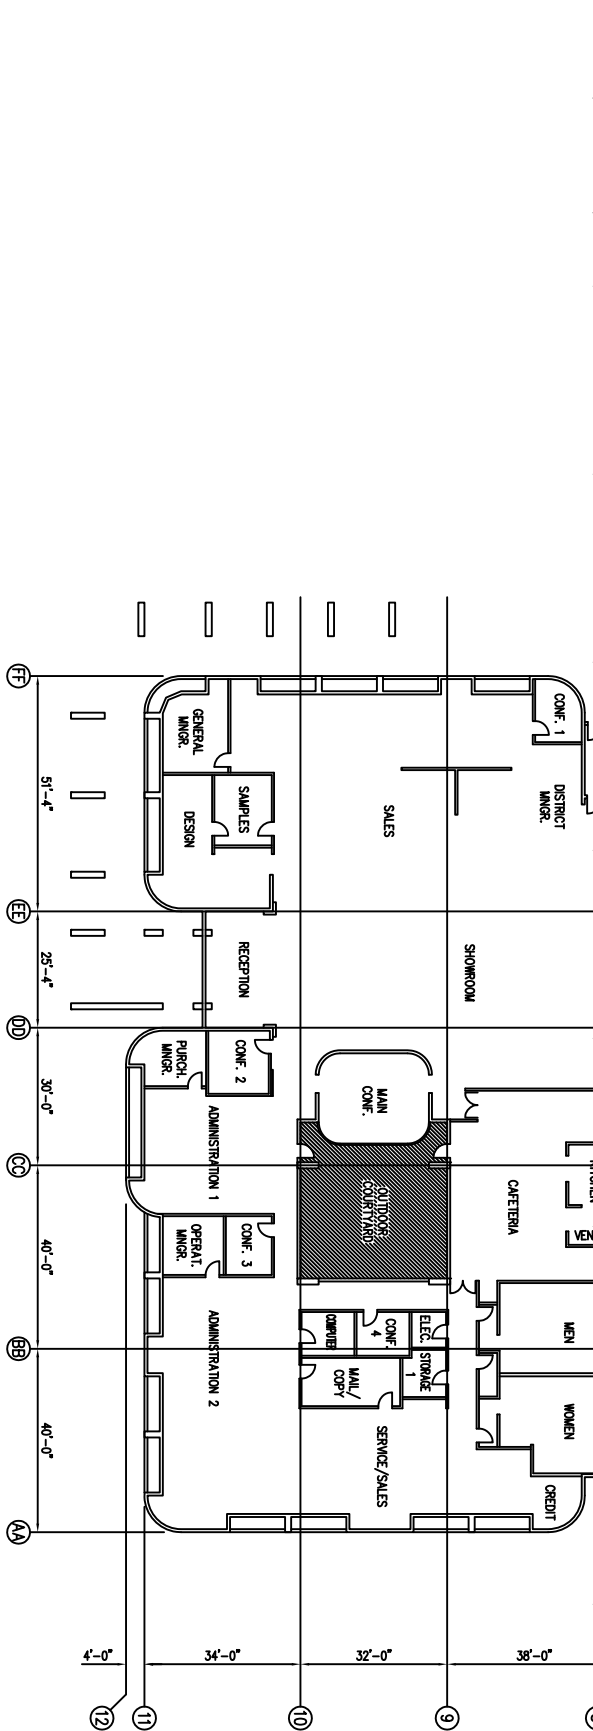 CONF. 1
GENERAL
MNGR.
DISTRICT
MNGR.
SAMPLES
DESIGN
SALES
RECEPTION
SHOWROOM
CONF. 2
PURCH.
MNGR.
MAIN
CONF.
ADMINISTRATION 1
OUTDOOR
COURTYARD
CAFETERIA
VEN
CONF. 3
OPERAT.
MNGR.
ADMINISTRATION 2
COMPUTER
CONF.
4
ELEC.
STORAGE
1
MAIL/
COPY
MEN
WOMEN
SERVICE/SALES
CREDIT
FF
51'-4"
EE
25'-4"
DD
30'-0"
CC
40'-0"
BB
40'-0"
AA
4'-0"
34'-0"
32'-0"
38'-0"
12
11
10
9